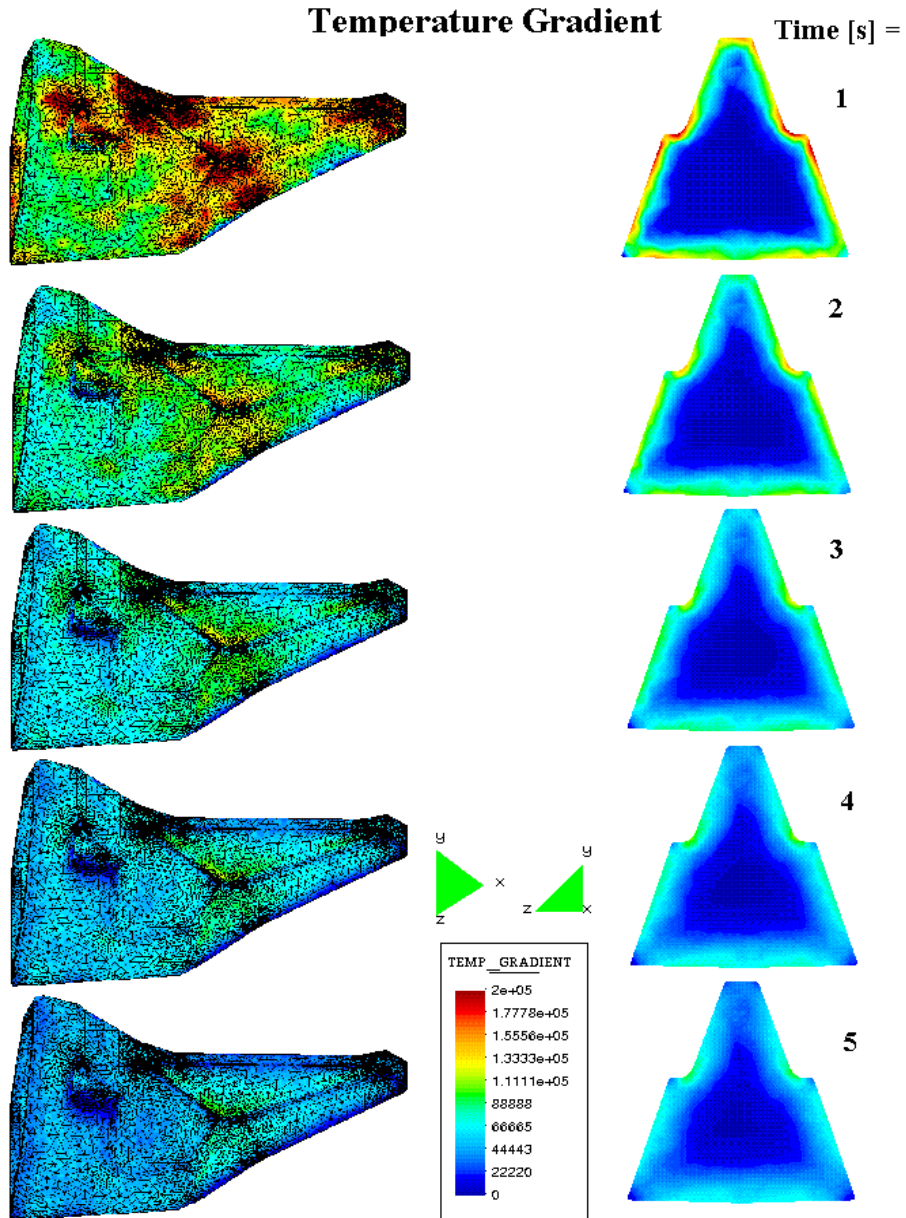 Temperature Gradient
Time [s] =
1
2
3
4
y
x
z
y
z
x
TEMP__GRADIENT
2e+05
1.7778e+05
1.5556e+05
1.3333e+05
1.1111e+05
88888
66665
44443
22220
0
5